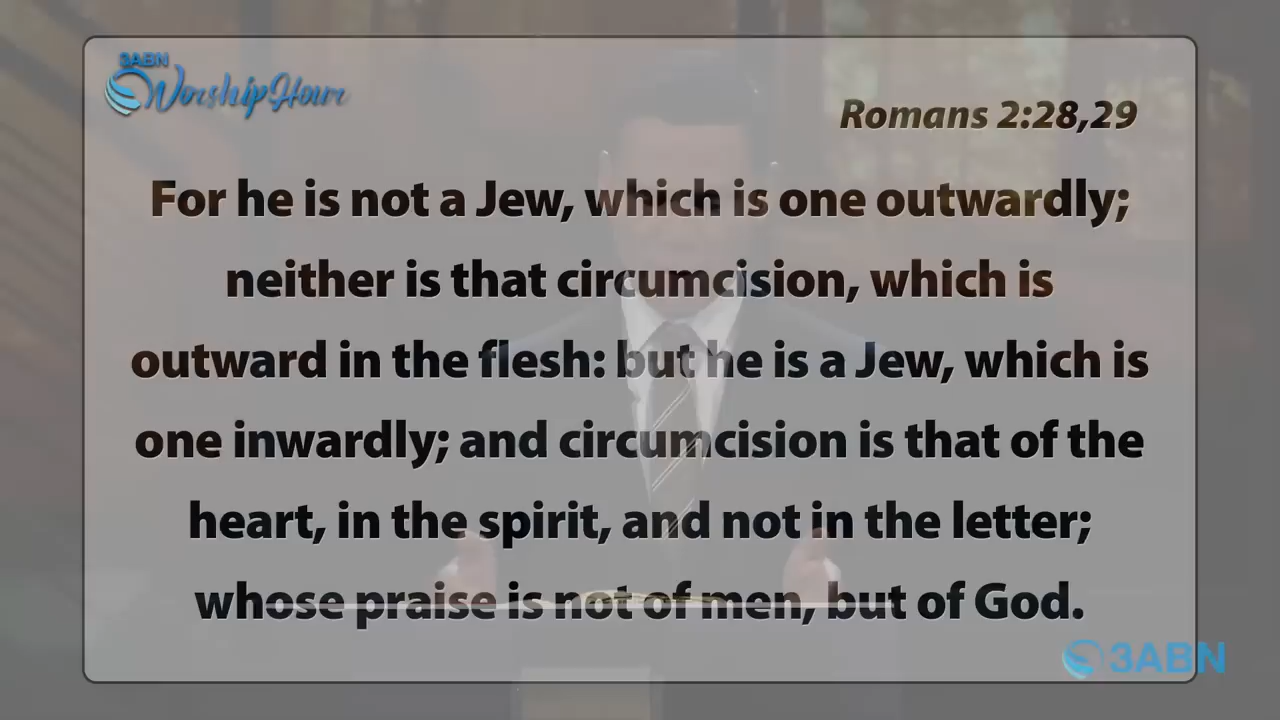 3ABN
Worship Hour
Romans 2:28,29
For he is not a Jew, which is one outwardly;
neither is that circumcision, which is
outward in the flesh: but he is a Jew, which is
one inwardly; and circumcision is that of the
heart, in the spirit, and not in the letter;
whose praise is not of men, but of God.
3ABN